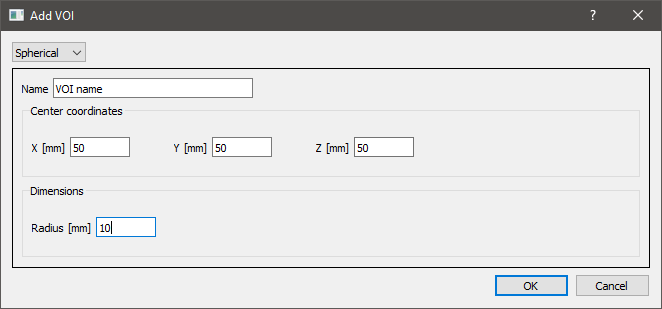 Add VOI
?
Spherical
Name VOI name
Center coordinates
X [mm] 50 Y [mm] 50 Z [mm] 50
Dimensions
Radius [mm] 10
OK Cancel